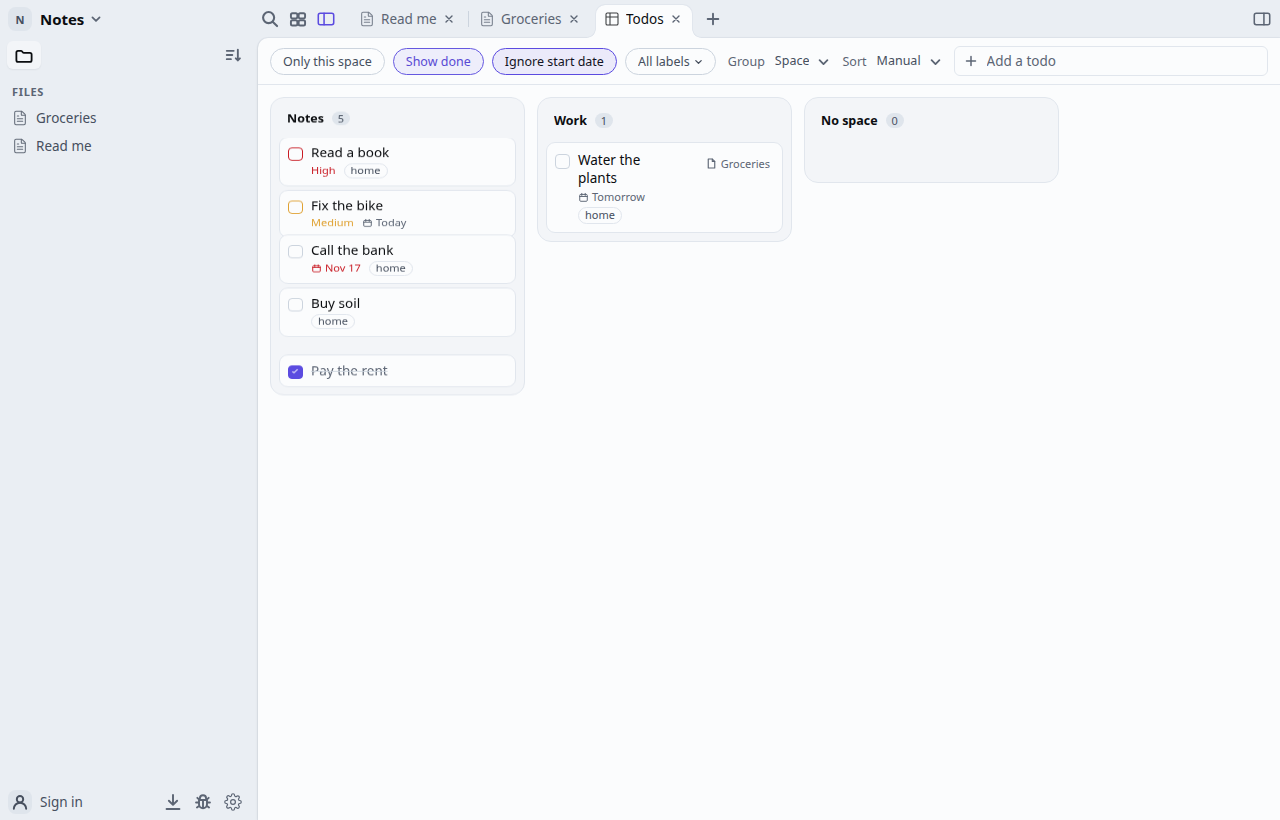 N Notes
Read me
Groceries
Todos
FILES
Groceries
Read me
Only this space
Show done
Ignore start date
All labels
Group Space
Sort Manual
Add a todo
Notes 5
Read a book
High home
Fix the bike
Medium Today
Call the bank
Nov 17 home
Buy soil
home
Pay the rent
Work 1
Water the
plants
Groceries
Tomorrow
home
No space 0
Sign in